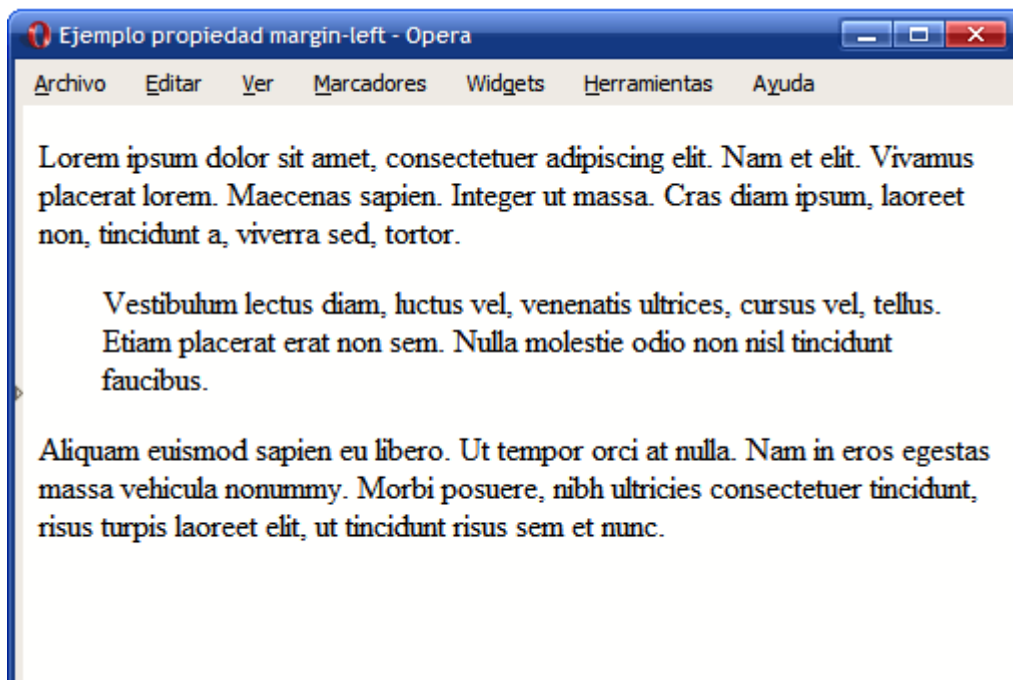 Ejemplo propiedad margin-left - Opera
Archivo Editar Ver Marcadores Widgets Herramientas Ayuda
Lorem ipsum dolor sit amet, consectetuer adipiscing elit. Nam et elit. Vivamus
placerat lorem. Maecenas sapien. Integer ut massa. Cras diam ipsum, laoreet
non, tincidunt a, viverra sed, tortor.
Vestibulum lectus diam, luctus vel, venenatis ultrices, cursus vel, tellus.
Etiam placerat erat non sem. Nulla molestie odio non nisl tincidunt
faucibus.
Aliquam euismod sapien eu libero. Ut tempor orci at nulla. Nam in eros egestas
massa vehicula nonummy. Morbi posuere, nibh ultricies consectetuer tincidunt,
risus turpis laoreet elit, ut tincidunt risus sem et nunc.